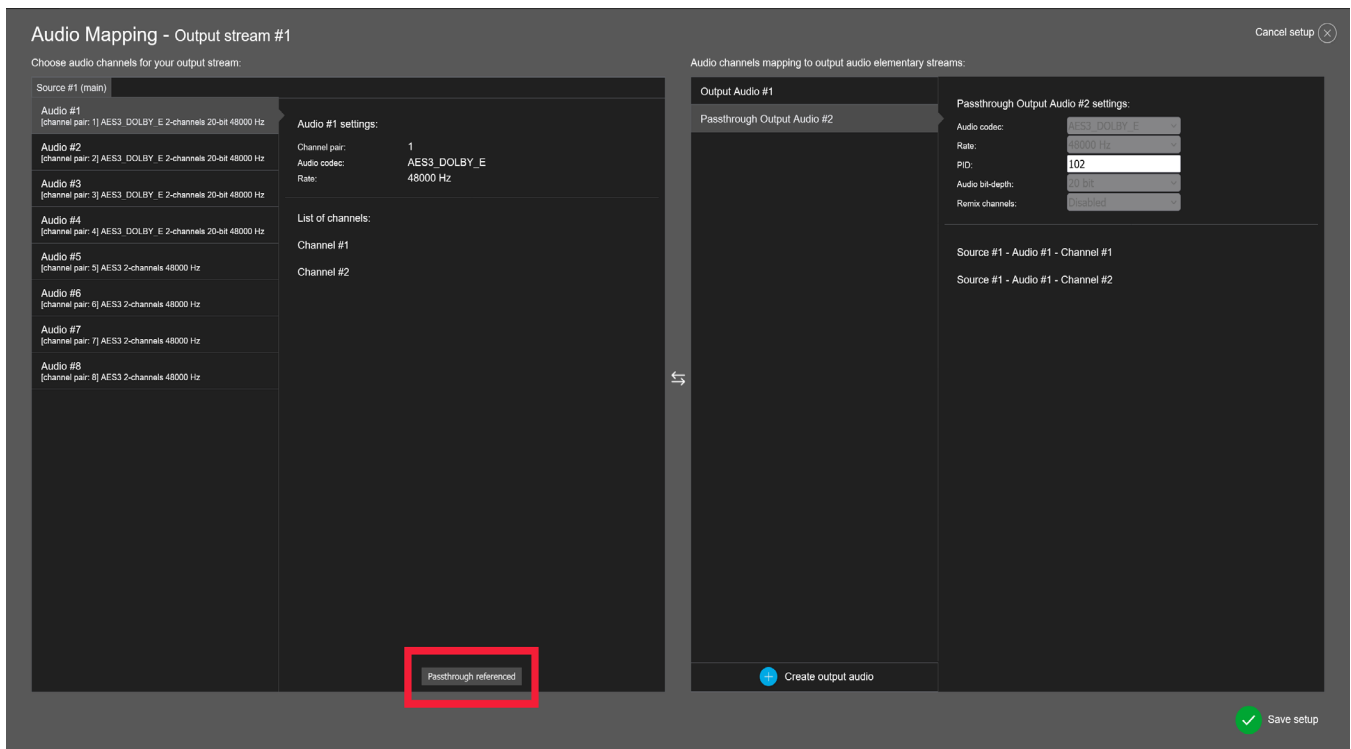 Audio Mapping - Output stream #1
Cancel setup
Choose audio channels for your output stream:
Source #1 (main)
Audio #1
[channel pair: 1] AES3_DOLBY_E 2-channels 20-bit 48000 Hz
Audio #2
[channel pair: 2] AES3_DOLBY_E 2-channels 20-bit 48000 Hz
Audio #3
[channel pair: 3] AES3_DOLBY_E 2-channels 20-bit 48000 Hz
Audio #4
[channel pair: 4] AES3_DOLBY_E 2-channels 20-bit 48000 Hz
Audio #5
[channel pair: 5] AES3 2-channels 48000 Hz
Audio #6
[channel pair: 6] AES3 2-channels 48000 Hz
Audio #7
[channel pair: 7] AES3 2-channels 48000 Hz
Audio #8
[channel pair: 8] AES3 2-channels 48000 Hz
Audio #1 settings:
Channel pair: 1
Audio codec: AES3_DOLBY_E
Rate: 48000 Hz
List of channels:
Channel #1
Channel #2
Passthrough referenced
Audio channels mapping to output audio elementary streams:
Output Audio #1
Passthrough Output Audio #2
Create output audio
Passthrough Output Audio #2 settings:
Audio codec: AES3_DOLBY_E
Rate: 48000 Hz
PID: 102
Audio bit-depth: 20 bit
Remix channels: Disabled
Source #1 - Audio #1 - Channel #1
Source #1 - Audio #1 - Channel #2
Save setup